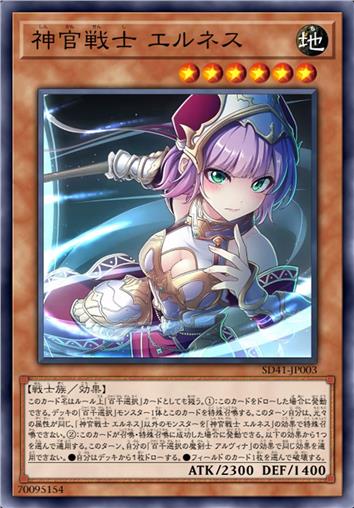 神官戦士 エルネス
地
SD41-JP003
【戦士族／効果】
このカード名はルール上「百千選択」カードとしても扱う。①：このカードをドローした場合に発動
できる。デッキの「百千選択」モンスター1体とこのカードを特殊召喚する。このターン自分は、元々
の属性が同じ、「神官戦士 エルネス」以外のモンスターを「神官戦士 エルネス」の効果で特殊召
喚できない。②：このカードが召喚・特殊召喚に成功した場合に発動できる。以下の効果から1つ
を選んで適用する。このターン、自分は「百千選択の魔剣士 アルヴィナ」の効果で同じ効果を適
用できない。●自分はデッキから1枚ドローする。●フィールドのカード1枚を選んで破壊する。
ATK/2300 DEF/1400
70095154